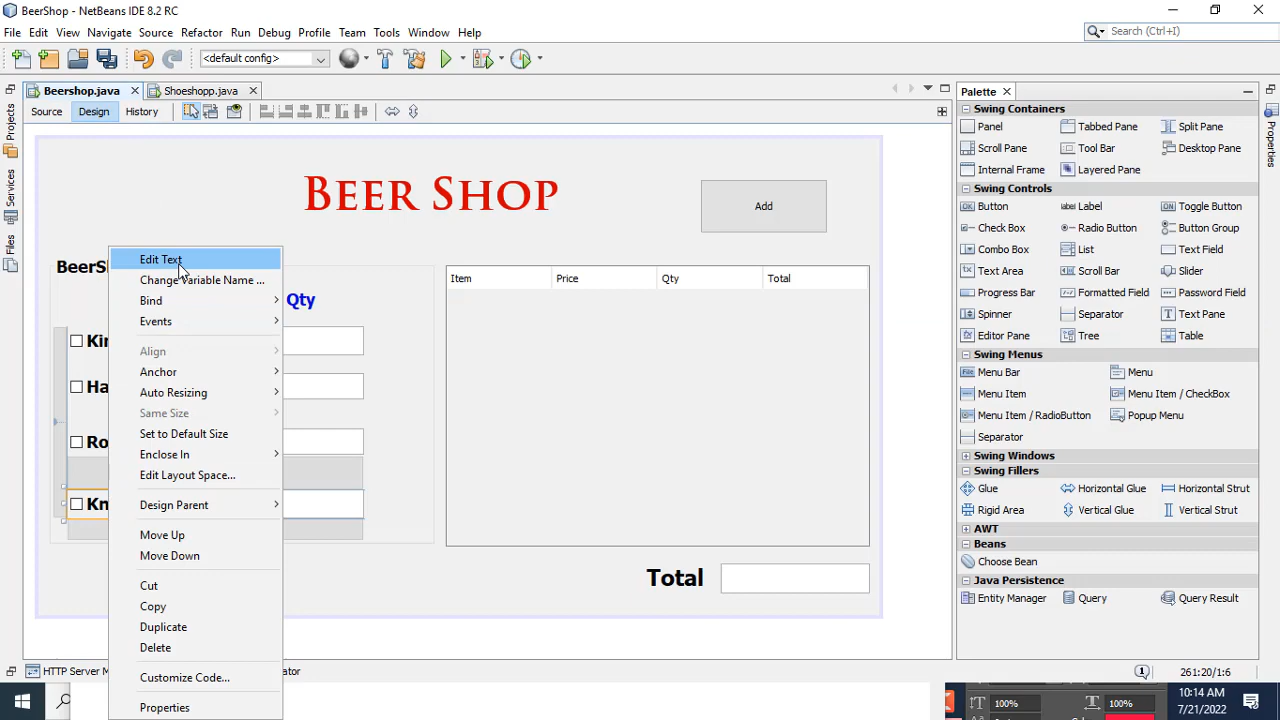 BeerShop - NetBeans IDE 8.2 RC
File Edit View Navigate Source Refactor Run Debug Profile Team Tools Window Help
Search (Ctrl+I)
<default config>
Beershop.java Shoeshopp.java
Palette
Source Design History
Projects
Services
Files
Properties
Beer Shop
Add
BeerS
Qty
Item Price Qty Total
Kin
Ha
Ro
Kn
Total
Edit Text
Change Variable Name ...
Bind
Events
Align
Anchor
Auto Resizing
Same Size
Set to Default Size
Enclose In
Edit Layout Space...
Design Parent
Move Up
Move Down
Cut
Copy
Duplicate
Delete
Customize Code...
Properties
Swing Containers
Panel Tabbed Pane Split Pane
Scroll Pane Tool Bar Desktop Pane
Internal Frame Layered Pane
Swing Controls
Button Label Toggle Button
Check Box Radio Button Button Group
Combo Box List Text Field
Text Area Scroll Bar Slider
Progress Bar Formatted Field Password Field
Spinner Separator Text Pane
Editor Pane Tree Table
Swing Menus
Menu Bar Menu
Menu Item Menu Item / CheckBox
Menu Item / RadioButton Popup Menu
Separator
Swing Windows
Swing Fillers
Glue Horizontal Glue Horizontal Strut
Rigid Area Vertical Glue Vertical Strut
AWT
Beans
Choose Bean
Java Persistence
Entity Manager Query Query Result
HTTP Server M
ator
1
261:20/1:6
100% 100%
10:14 AM
7/21/2022